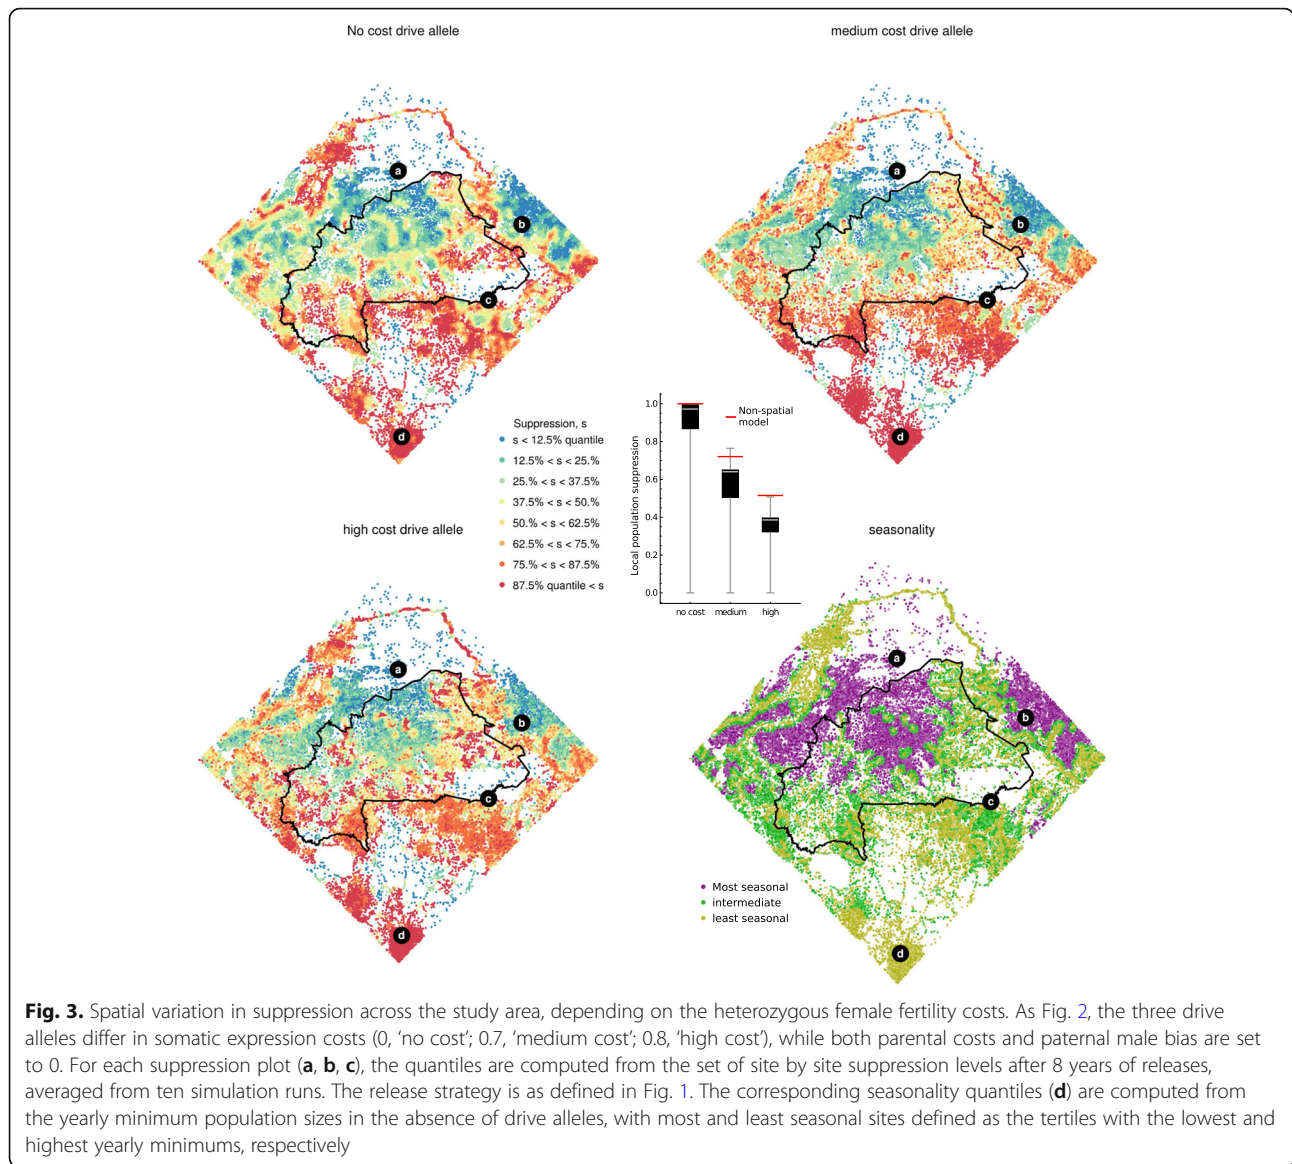 No cost drive allele
medium cost drive allele
a
b
c
d
a
b
c
d
Suppression, s
s < 12.5% quantile
12.5% < s < 25.%
25.% < s < 37.5%
37.5% < s < 50.%
50.% < s < 62.5%
62.5% < s < 75.%
75.% < s < 87.5%
87.5% quantile < s
Local population suppression
1.0
0.8
0.6
0.4
0.2
0.0
Non-spatial
model
no cost
medium
high
high cost drive allele
seasonality
a
b
c
d
a
b
c
d
Most seasonal
intermediate
least seasonal
Fig. 3. Spatial variation in suppression across the study area, depending on the heterozygous female fertility costs. As Fig. 2, the three drive
alleles differ in somatic expression costs (0, ‘no cost’; 0.7, ‘medium cost’; 0.8, ‘high cost’), while both parental costs and paternal male bias are set
to 0. For each suppression plot (a, b, c), the quantiles are computed from the set of site by site suppression levels after 8 years of releases,
averaged from ten simulation runs. The release strategy is as defined in Fig. 1. The corresponding seasonality quantiles (d) are computed from
the yearly minimum population sizes in the absence of drive alleles, with most and least seasonal sites defined as the tertiles with the lowest and
highest yearly minimums, respectively